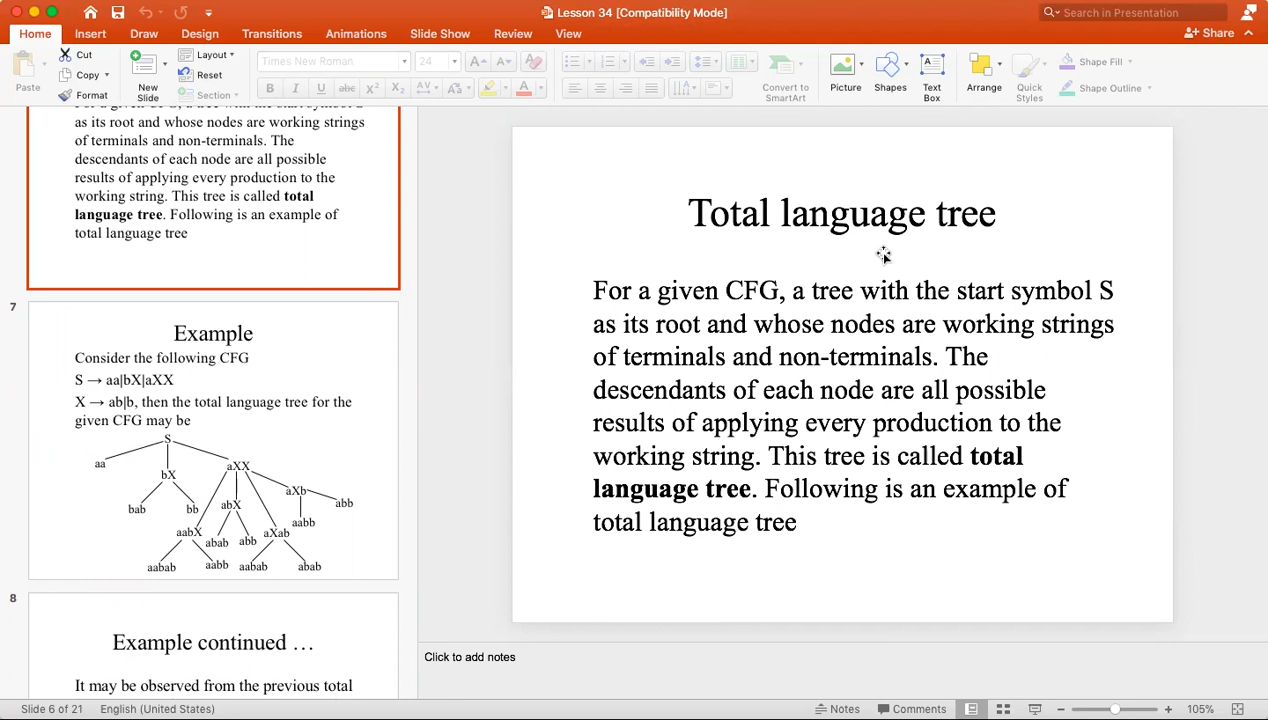 Lesson 34 [Compatibility Mode]
Search in Presentation
Home
Insert
Draw
Design
Transitions
Animations
Slide Show
Review
View
Share
Paste
Cut
Copy
Format
New
Slide
Layout
Reset
Section
Times New Roman
24
Convert to
SmartArt
Picture
Shapes
Text
Box
Arrange
Quick
Styles
Shape Fill
Shape Outline
as its root and whose nodes are working strings
of terminals and non-terminals. The
descendants of each node are all possible
results of applying every production to the
working string. This tree is called total
language tree. Following is an example of
total language tree
7
Example
Consider the following CFG
S → aa|bX|aXX
X → ab|b, then the total language tree for the
given CFG may be
S
aa
bX
aXX
bab
bb
abX
aXb
aabb
abb
aabX
abab
abb
aXab
aabab
aabb
aabab
abab
8
Example continued …
It may be observed from the previous total
Total language tree
For a given CFG, a tree with the start symbol S
as its root and whose nodes are working strings
of terminals and non-terminals. The
descendants of each node are all possible
results of applying every production to the
working string. This tree is called total
language tree. Following is an example of
total language tree
Click to add notes
Slide 6 of 21
English (United States)
Notes
Comments
105%